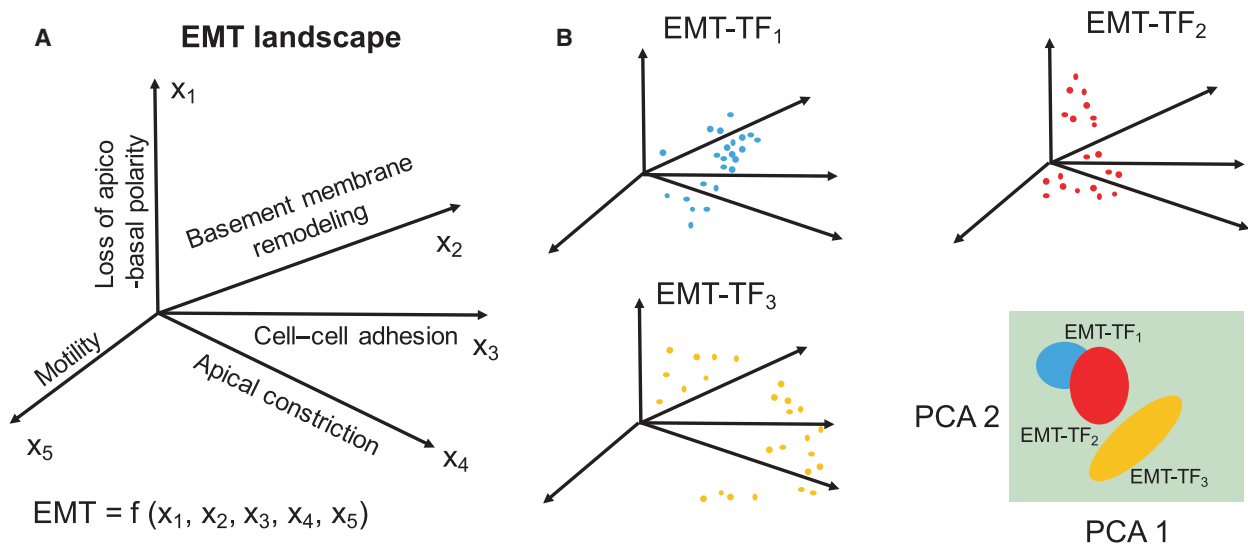 A
EMT landscape
x1
Loss of apico
-basal polarity
Basement membrane
remodeling
x2
Cell–cell adhesion
x3
Apical constriction
x4
Motility
x5
EMT = f (x1, x2, x3, x4, x5)
B
EMT-TF1
EMT-TF2
EMT-TF3
EMT-TF1
EMT-TF2
EMT-TF3
PCA 2
PCA 1